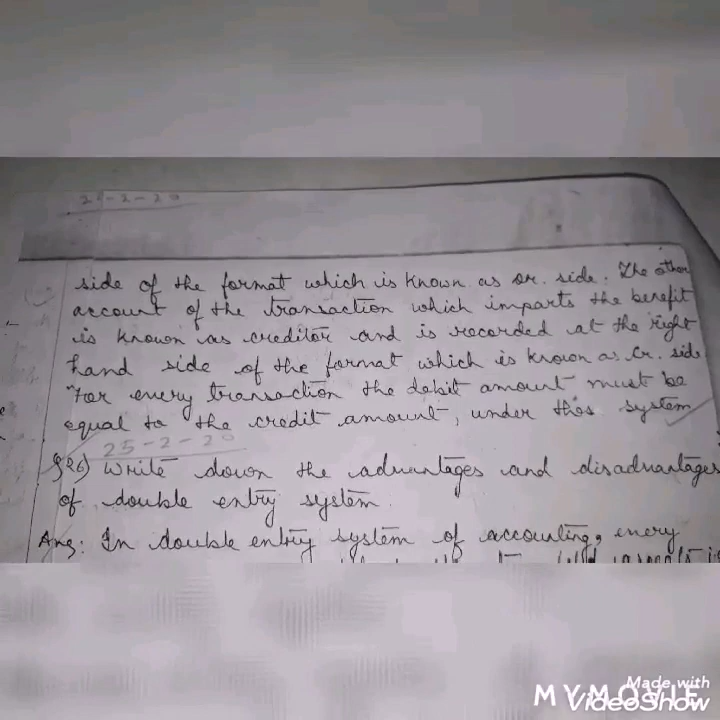 side of the format which is known as Dr. side. The other
account of the transaction which imparts the benefit
is known as creditor and is recorded at the right
hand side of the format which is known as Cr. side
For every transaction the debit amount must be
equal to the credit amount, under this system
25-2-20
Q26) Write down the advantages and disadvantages
of double entry system.
Ans: In double entry system of accounting, every
Made with
MYMOVIE
VideoShow